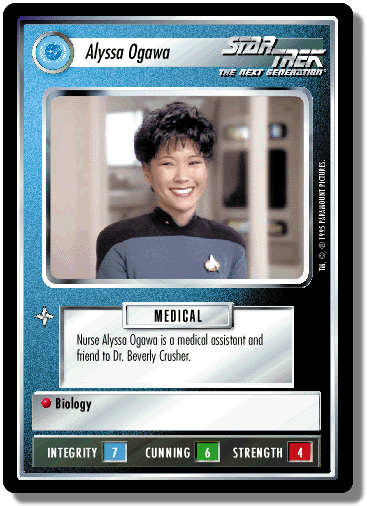 Alyssa Ogawa
STAR TREK
THE NEXT GENERATION
TM, © ® 1995 PARAMOUNT PICTURES.
MEDICAL
Nurse Alyssa Ogawa is a medical assistant and
friend to Dr. Beverly Crusher.
Biology
INTEGRITY 7 CUNNING 6 STRENGTH 4